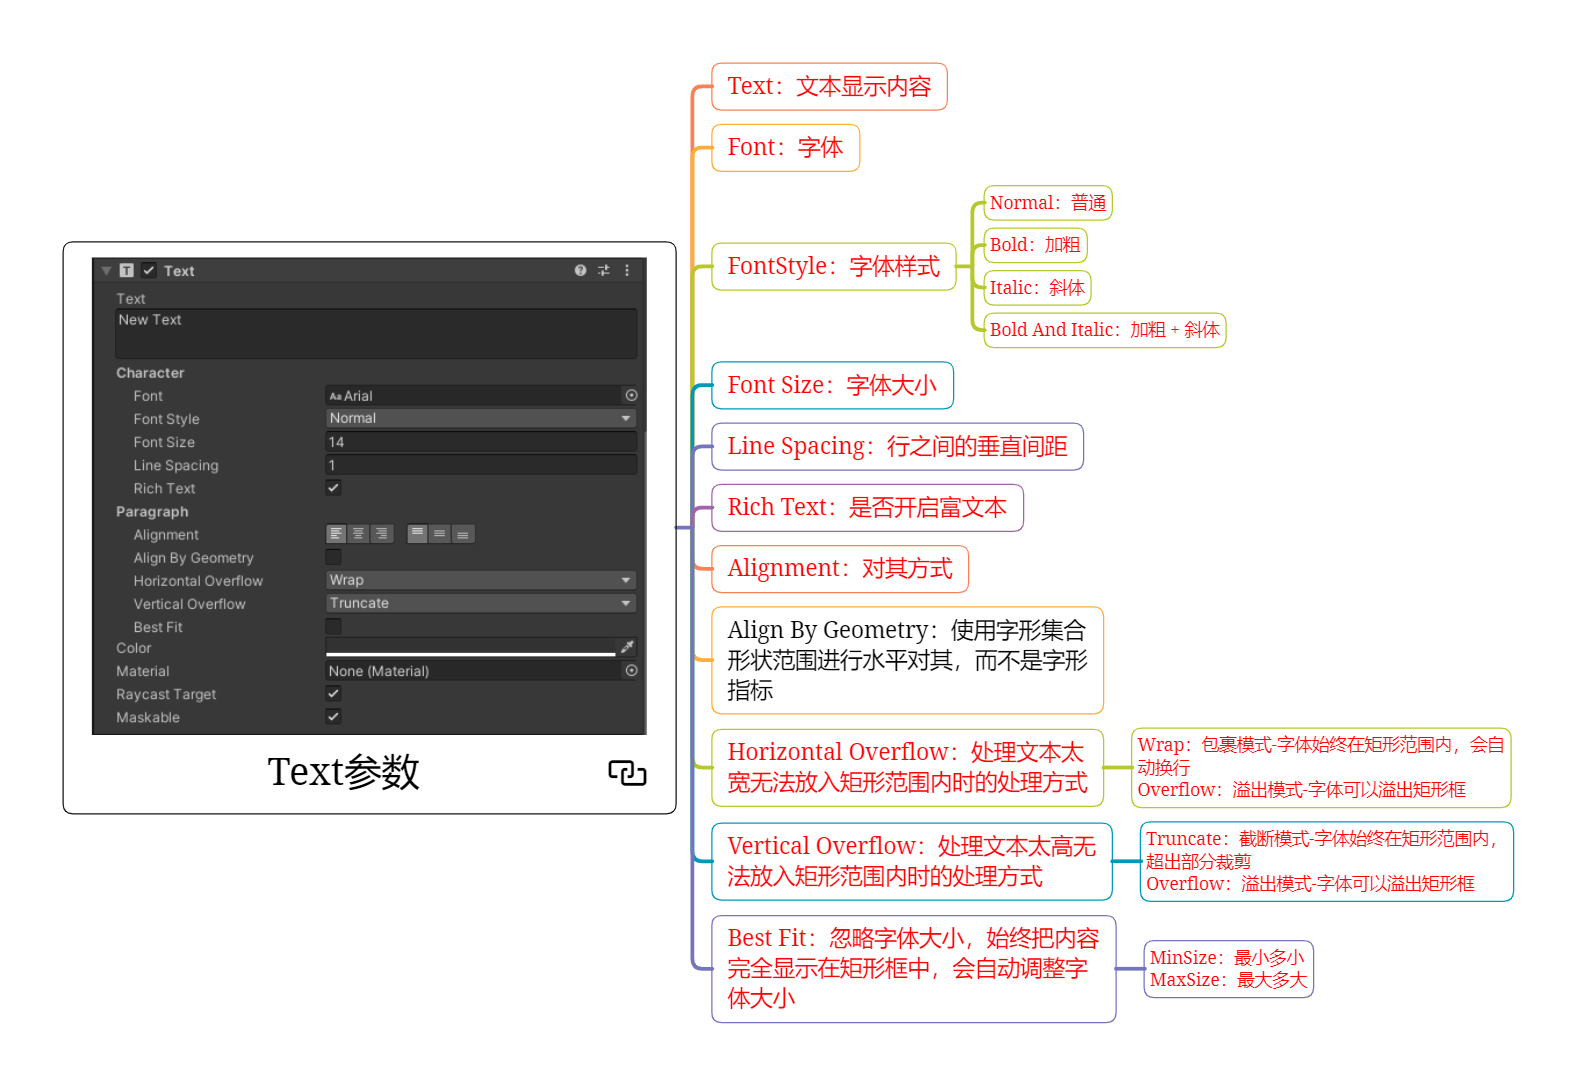 Text
Text
New Text
Character
Font
Aa Arial
Font Style
Normal
Font Size
14
Line Spacing
1
Rich Text
Paragraph
Alignment
Align By Geometry
Horizontal Overflow
Wrap
Vertical Overflow
Truncate
Best Fit
Color
Material
None (Material)
Raycast Target
Maskable
Text参数
Text：文本显示内容
Font：字体
FontStyle：字体样式
Normal：普通
Bold：加粗
Italic：斜体
Bold And Italic：加粗 + 斜体
Font Size：字体大小
Line Spacing：行之间的垂直间距
Rich Text：是否开启富文本
Alignment：对其方式
Align By Geometry：使用字形集合
形状范围进行水平对其，而不是字形
指标
Horizontal Overflow：处理文本太
宽无法放入矩形范围内时的处理方式
Wrap：包裹模式-字体始终在矩形范围内，会自
动换行
Overflow：溢出模式-字体可以溢出矩形框
Vertical Overflow：处理文本太高无
法放入矩形范围内时的处理方式
Truncate：截断模式-字体始终在矩形范围内，
超出部分裁剪
Overflow：溢出模式-字体可以溢出矩形框
Best Fit：忽略字体大小，始终把内容
完全显示在矩形框中，会自动调整字
体大小
MinSize：最小多小
MaxSize：最大多大